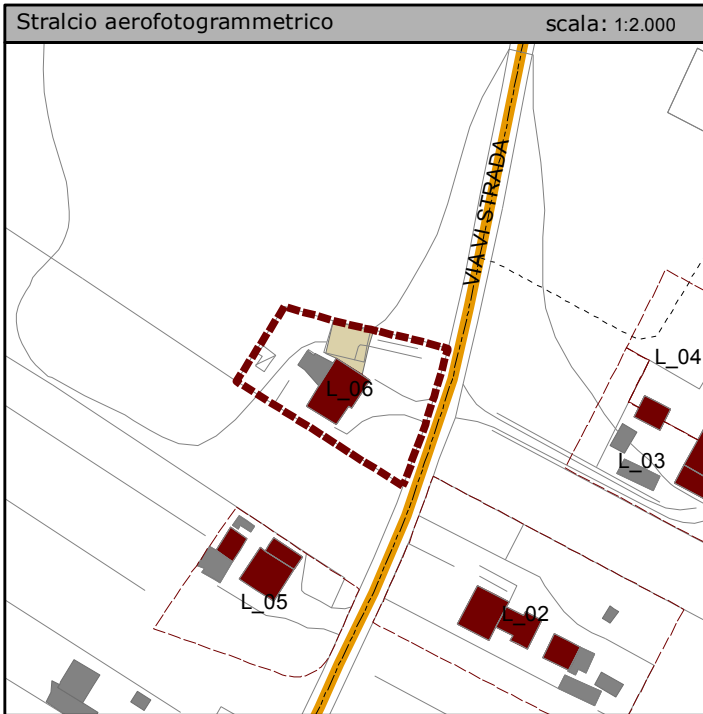 Stralcio aerofotogrammetrico scala: 1:2.000
VIA VI STRADA
L_04
L_06
L_03
L_05
L_02